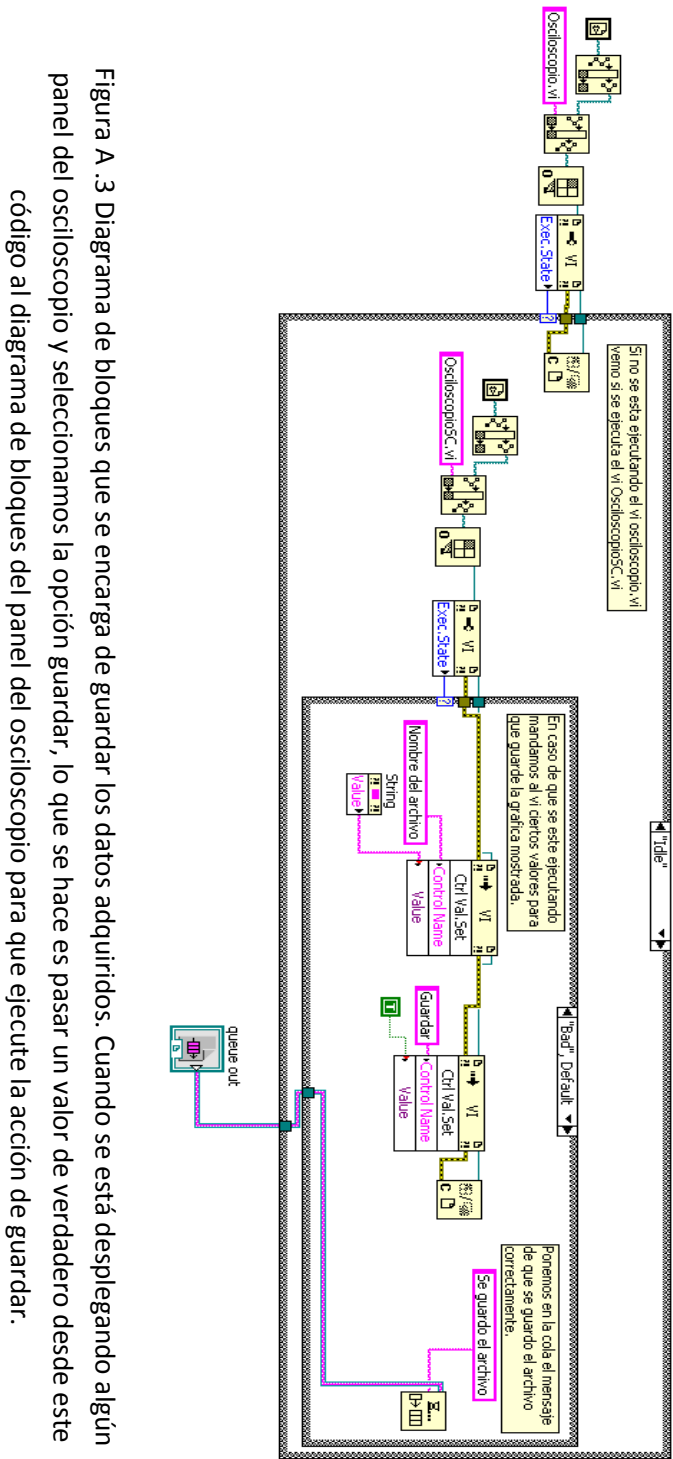 Osciloscopio.vi
VI
Exec.State
?
"Idle"
Si no se esta ejecutando el vi osciloscopio.vi
vemo si se ejecuta el vi OsciloscopioSC.vi
OsciloscopioSC.vi
VI
Exec.State
?
"Bad", Default
En caso de que se este ejecutando
mandamos al vi ciertos valores para
que guarde la grafica mostrada.
Nombre del archivo
String
Value
VI
Ctrl Val.Set
Control Name
Value
Guardar
T
VI
Ctrl Val.Set
Control Name
Value
Ponemos en la cola el mensaje
de que se guardo el archivo
correctamente.
Se guardo el archivo
queue out
Figura A .3 Diagrama de bloques que se encarga de guardar los datos adquiridos. Cuando se está desplegando algún
panel del osciloscopio y seleccionamos la opción guardar, lo que se hace es pasar un valor de verdadero desde este
código al diagrama de bloques del panel del osciloscopio para que ejecute la acción de guardar.